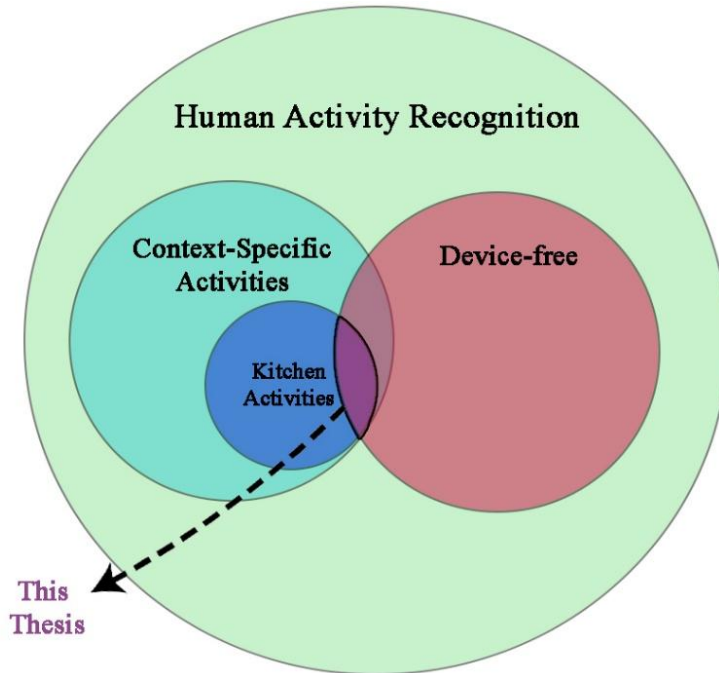 Human Activity Recognition
Context-Specific
Activities
Device-free
Kitchen
Activities
This
Thesis